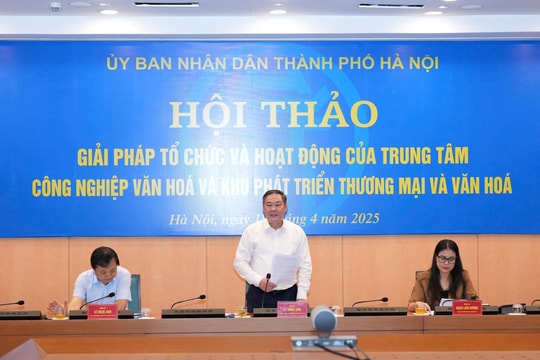 ỦY BAN NHÂN DÂN THÀNH PHỐ HÀ NỘI
HỘI THẢO
GIẢI PHÁP TỔ CHỨC VÀ HOẠT ĐỘNG CỦA TRUNG TÂM
CÔNG NGHIỆP VĂN HOÁ VÀ KHU PHÁT TRIỂN THƯƠNG MẠI VÀ VĂN HOÁ
Hà Nội, ngày 4 năm 2025